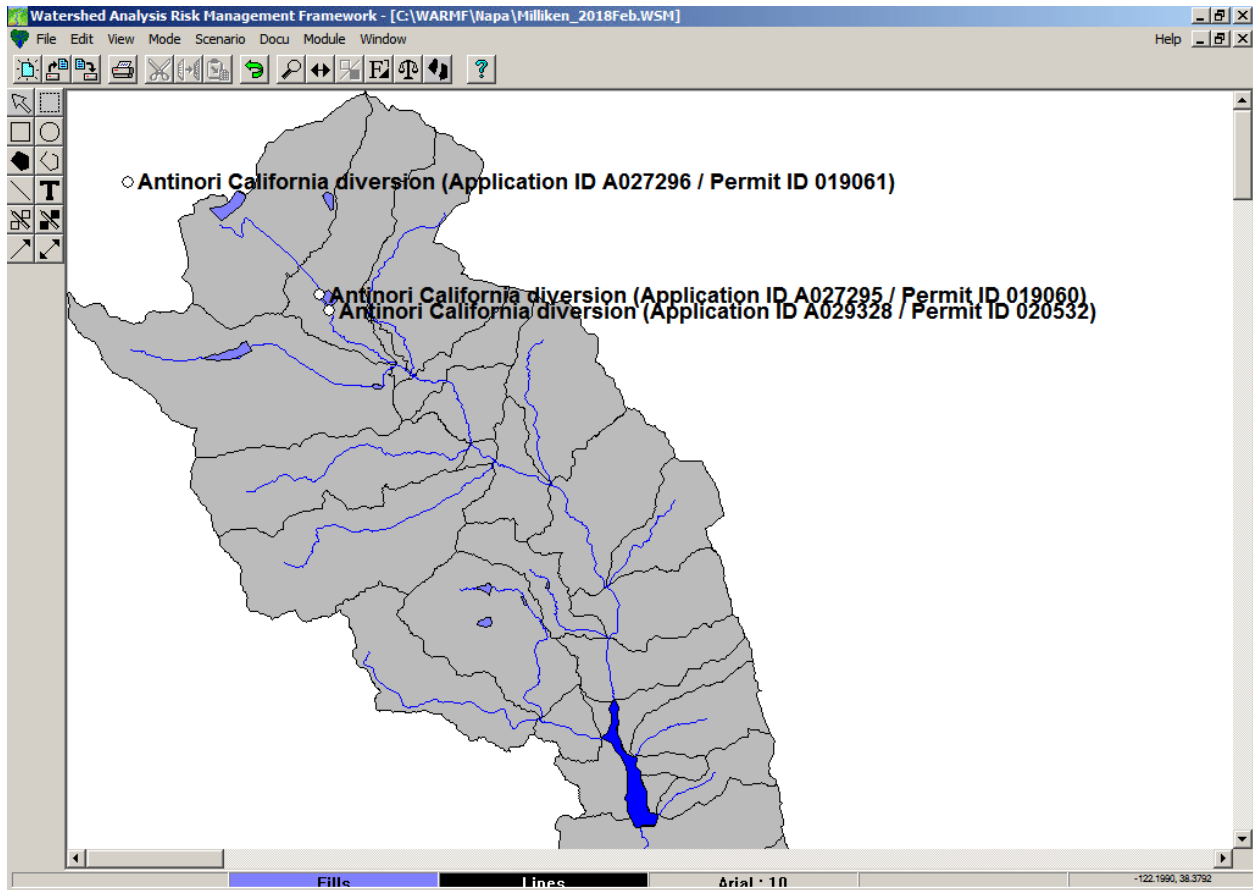 Watershed Analysis Risk Management Framework - [C:\WARMF\Napa\Milliken_2018Feb.WSM]
File Edit View Mode Scenario Docu Module Window Help
F
?
T
Antinori California diversion (Application ID A027296 / Permit ID 019061)
Antinori California diversion (Application ID A027295 / Permit ID 019060)
Antinori California diversion (Application ID A029328 / Permit ID 020532)
Fills Lines Arial : 10 -122.1990, 38.3792